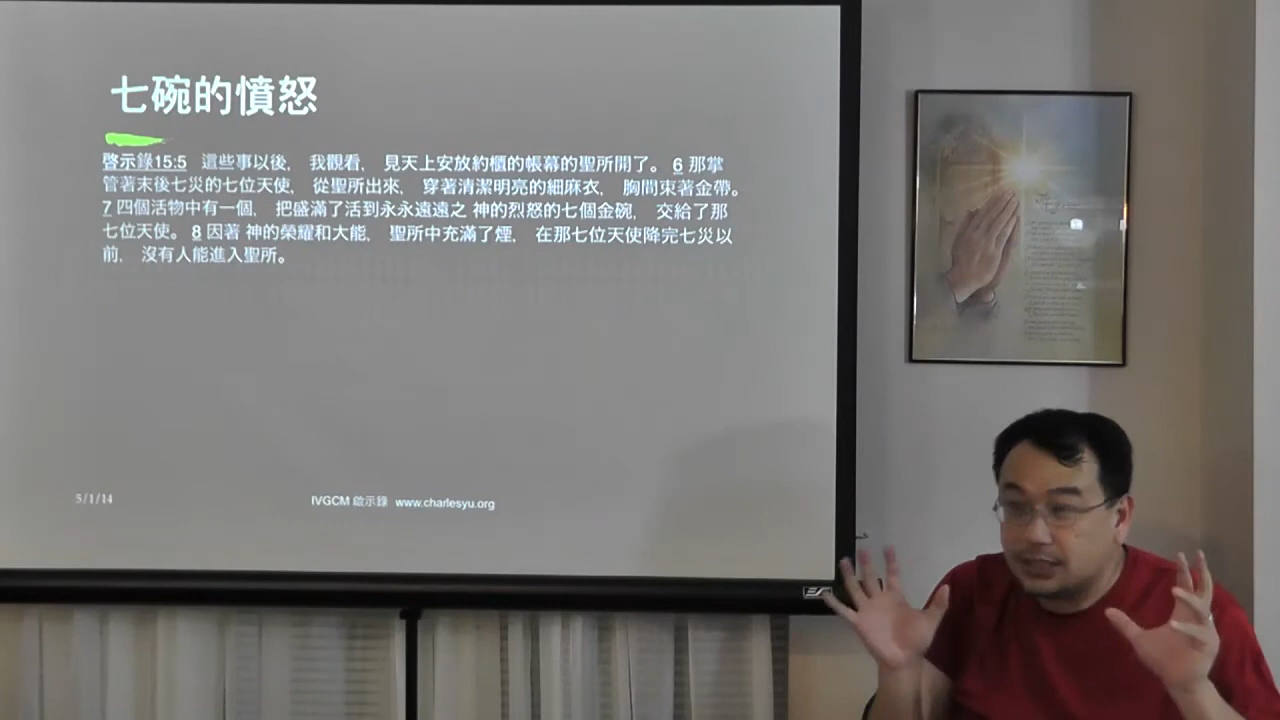 七碗的憤怒
啓示錄15:5 這些事以後， 我觀看， 見天上安放約櫃的帳幕的聖所開了。 6 那掌
管著末後七災的七位天使， 從聖所出來， 穿著清潔明亮的細麻衣， 胸間束著金帶。
7 四個活物中有一個， 把盛滿了活到永永遠遠之 神的烈怒的七個金碗， 交給了那
七位天使。 8 因著 神的榮耀和大能， 聖所中充滿了煙， 在那七位天使降完七災以
前， 沒有人能進入聖所。
5/1/14
IVGCM 啟示錄 www.charlesyu.org